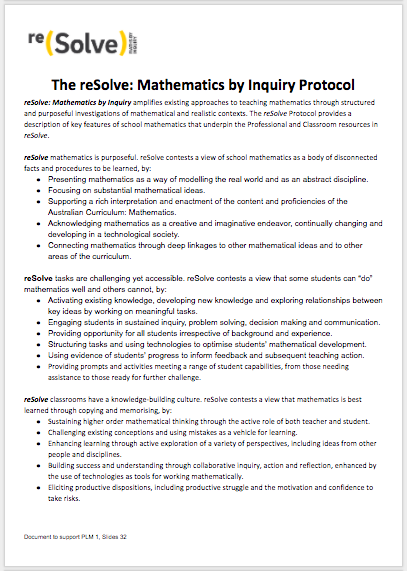 re(Solve) MATHS BY INQUIRY
The reSolve: Mathematics by Inquiry Protocol
reSolve: Mathematics by Inquiry amplifies existing approaches to teaching mathematics through structured
and purposeful investigations of mathematical and realistic contexts. The reSolve Protocol provides a
description of key features of school mathematics that underpin the Professional and Classroom resources in
reSolve.
reSolve mathematics is purposeful. reSolve contests a view of school mathematics as a body of disconnected
facts and procedures to be learned, by:
• Presenting mathematics as a way of modelling the real world and as an abstract discipline.
• Focusing on substantial mathematical ideas.
• Supporting a rich interpretation and enactment of the content and proficiencies of the
Australian Curriculum: Mathematics.
• Acknowledging mathematics as a creative and imaginative endeavor, continually changing and
developing in a technological society.
• Connecting mathematics through deep linkages to other mathematical ideas and to other
areas of the curriculum.
reSolve tasks are challenging yet accessible. reSolve contests a view that some students can "do"
mathematics well and others cannot, by:
• Activating existing knowledge, developing new knowledge and exploring relationships between
key ideas by working on meaningful tasks.
• Engaging students in sustained inquiry, problem solving, decision making and communication.
• Providing opportunity for all students irrespective of background and experience.
• Structuring tasks and using technologies to optimise students' mathematical development.
• Using evidence of students' progress to inform feedback and subsequent teaching action.
• Providing prompts and activities meeting a range of student capabilities, from those needing
assistance to those ready for further challenge.
reSolve classrooms have a knowledge-building culture. reSolve contests a view that mathematics is best
learned through copying and memorising, by:
• Sustaining higher order mathematical thinking through the active role of both teacher and student.
• Challenging existing conceptions and using mistakes as a vehicle for learning.
• Enhancing learning through active exploration of a variety of perspectives, including ideas from other
people and disciplines.
• Building success and understanding through collaborative inquiry, action and reflection, enhanced by
the use of technologies as tools for working mathematically.
• Eliciting productive dispositions, including productive struggle and the motivation and confidence to
take risks.
Document to support PLM 1, Slides 32